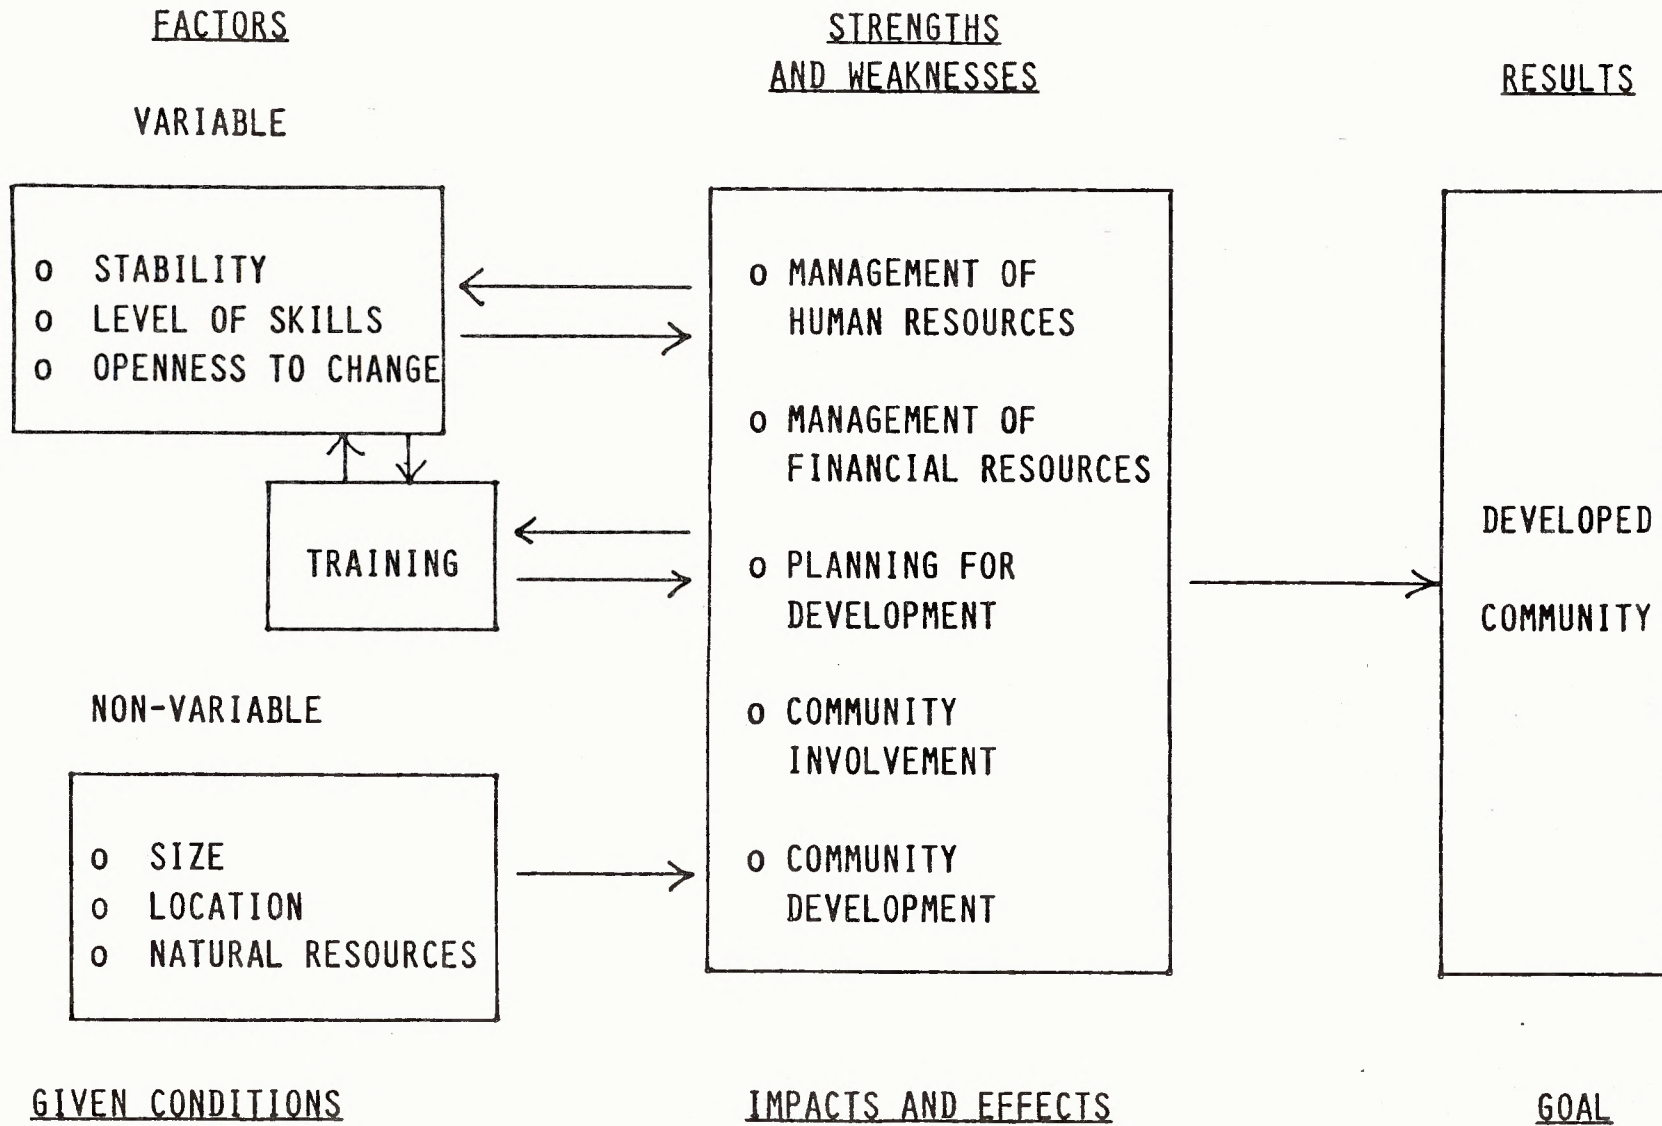 FACTORS
VARIABLE
o STABILITY
o LEVEL OF SKILLS
o OPENNESS TO CHANGE
TRAINING
NON-VARIABLE
o SIZE
o LOCATION
o NATURAL RESOURCES
GIVEN CONDITIONS
STRENGTHS
AND WEAKNESSES
o MANAGEMENT OF
HUMAN RESOURCES
o MANAGEMENT OF
FINANCIAL RESOURCES
o PLANNING FOR
DEVELOPMENT
o COMMUNITY
INVOLVEMENT
o COMMUNITY
DEVELOPMENT
IMPACTS AND EFFECTS
RESULTS
DEVELOPED
COMMUNITY
GOAL